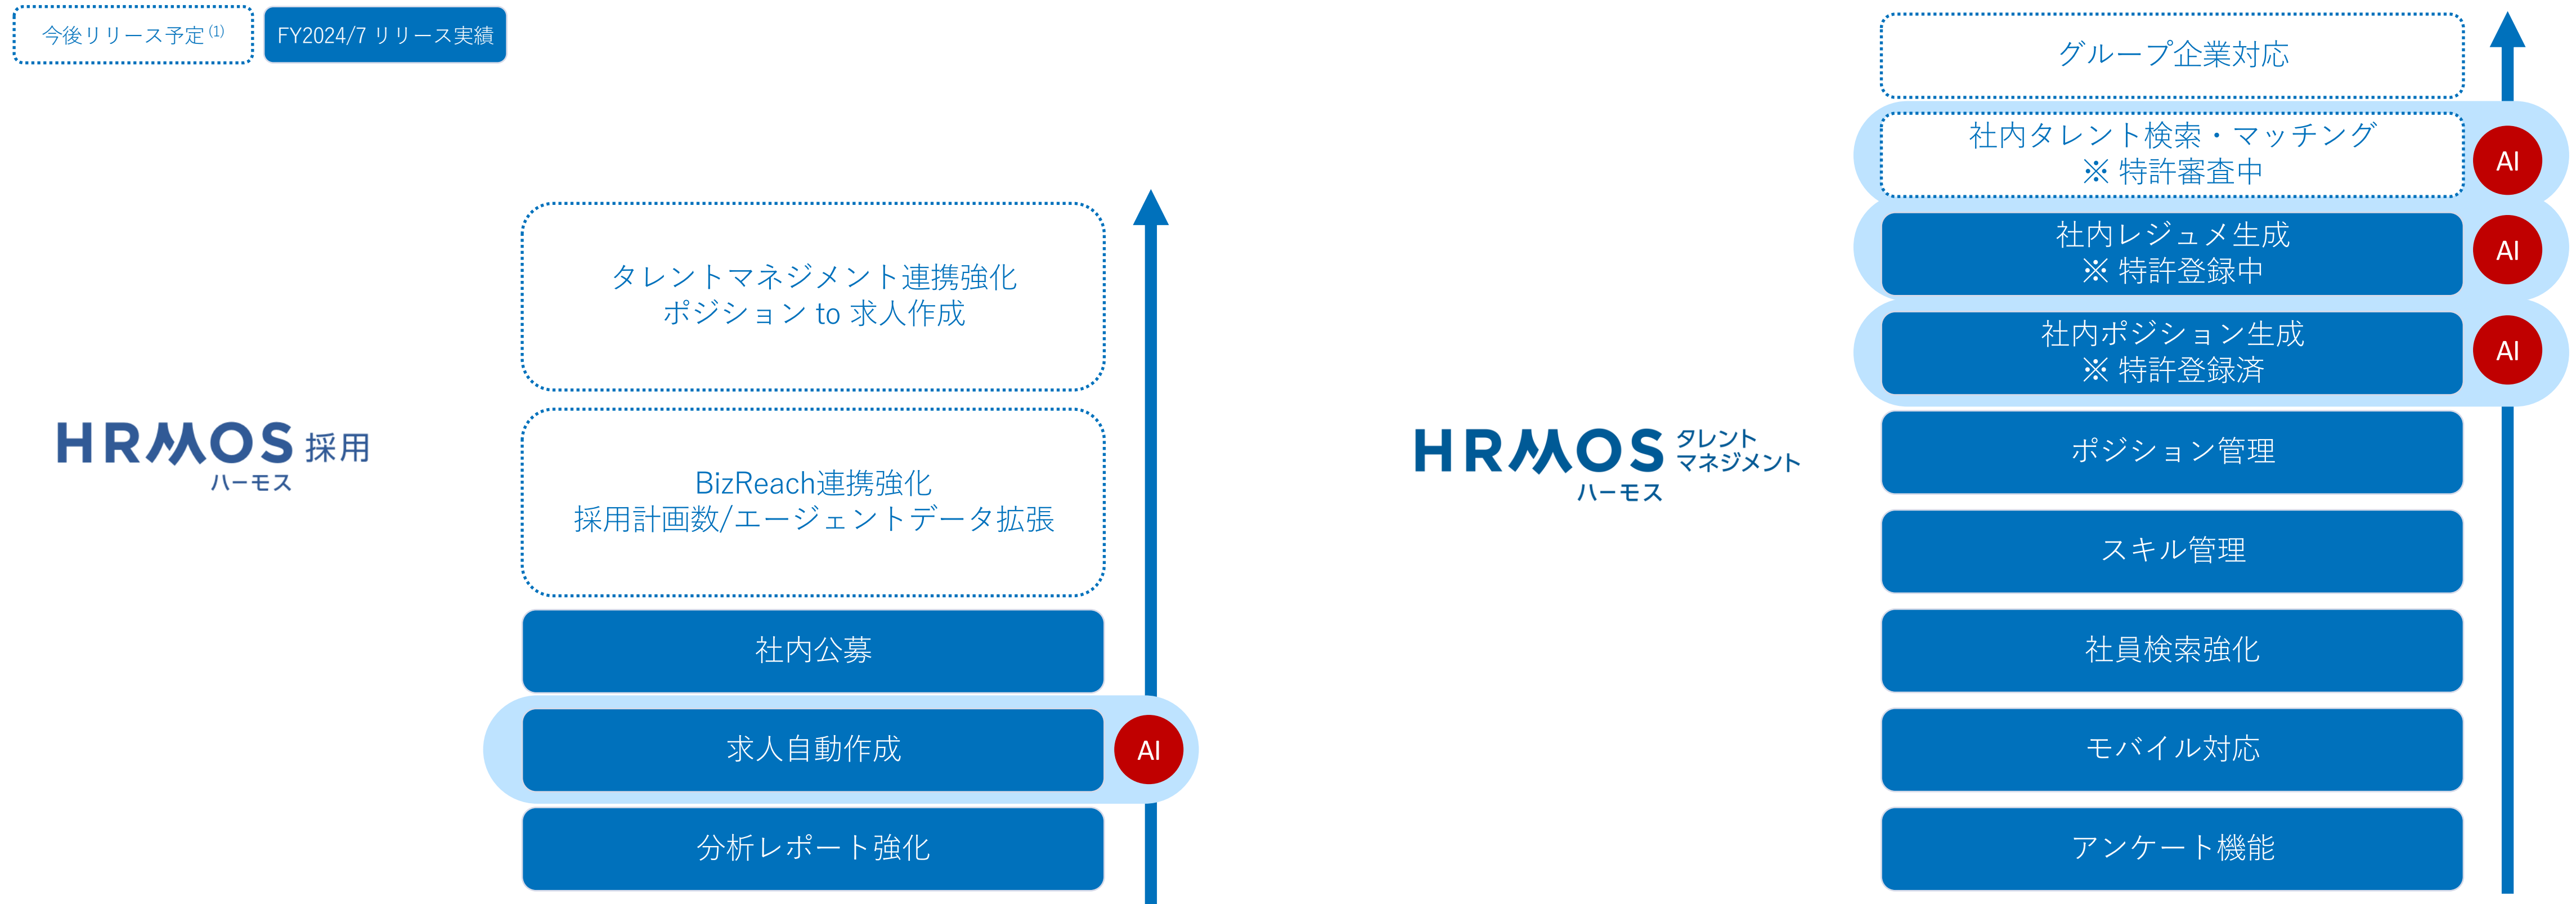 今後リリース予定 (1)
FY2024/7 リリース実績
HRMOS 採用
ハーモス
タレントマネジメント連携強化
ポジション to 求人作成
BizReach連携強化
採用計画数/エージェントデータ拡張
社内公募
求人自動作成
AI
分析レポート強化
HRMOS タレント
マネジメント
ハーモス
グループ企業対応
社内タレント検索・マッチング
※ 特許審査中
AI
社内レジュメ生成
※ 特許登録中
AI
社内ポジション生成
※ 特許登録済
AI
ポジション管理
スキル管理
社員検索強化
モバイル対応
アンケート機能